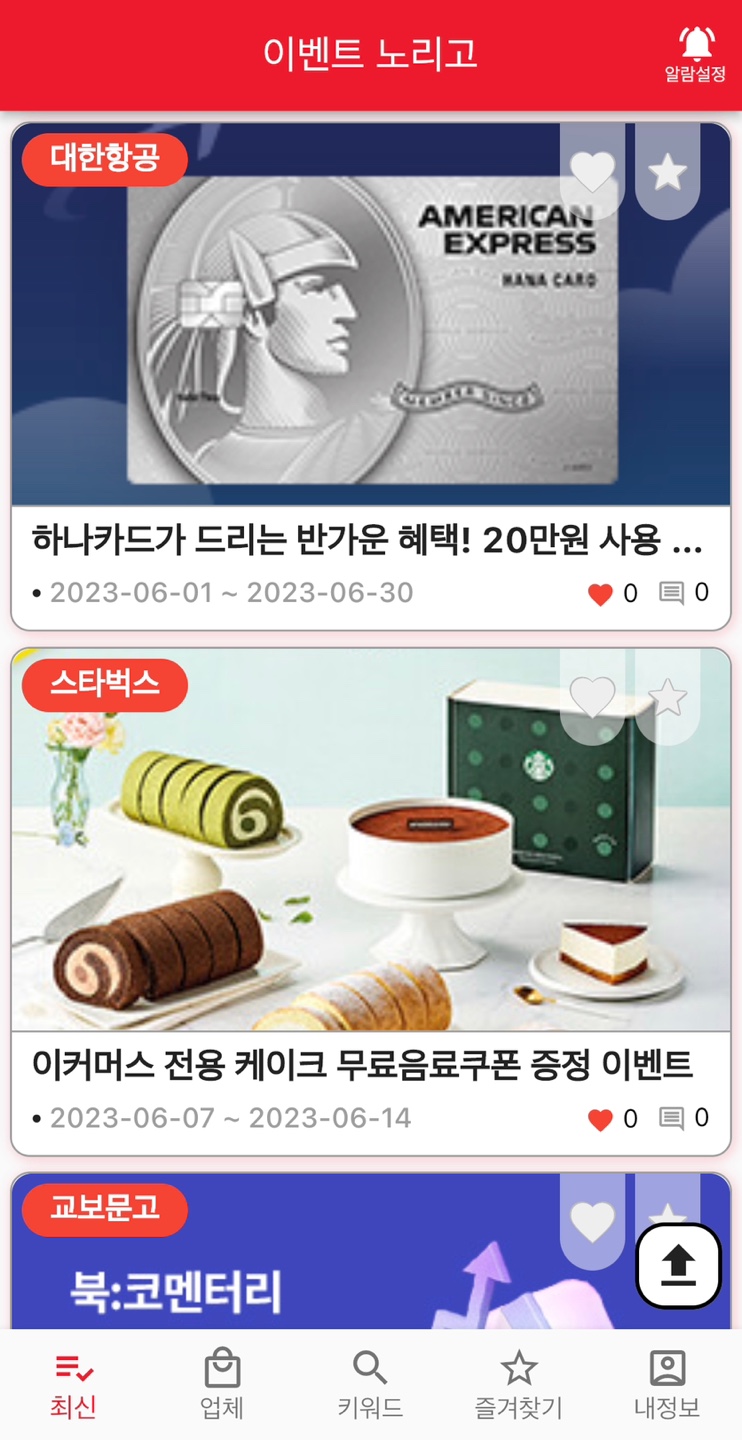 이벤트 노리고
알람설정
대한항공
AMERICAN
EXPRESS
HANA CARD
MEMBER SINCE
하나카드가 드리는 반가운 혜택! 20만원 사용 ...
• 2023-06-01 ~ 2023-06-30
0
0
스타벅스
이커머스 전용 케이크 무료음료쿠폰 증정 이벤트
• 2023-06-07 ~ 2023-06-14
0
0
교보문고
북:코멘터리
최신
업체
키워드
즐겨찾기
내정보